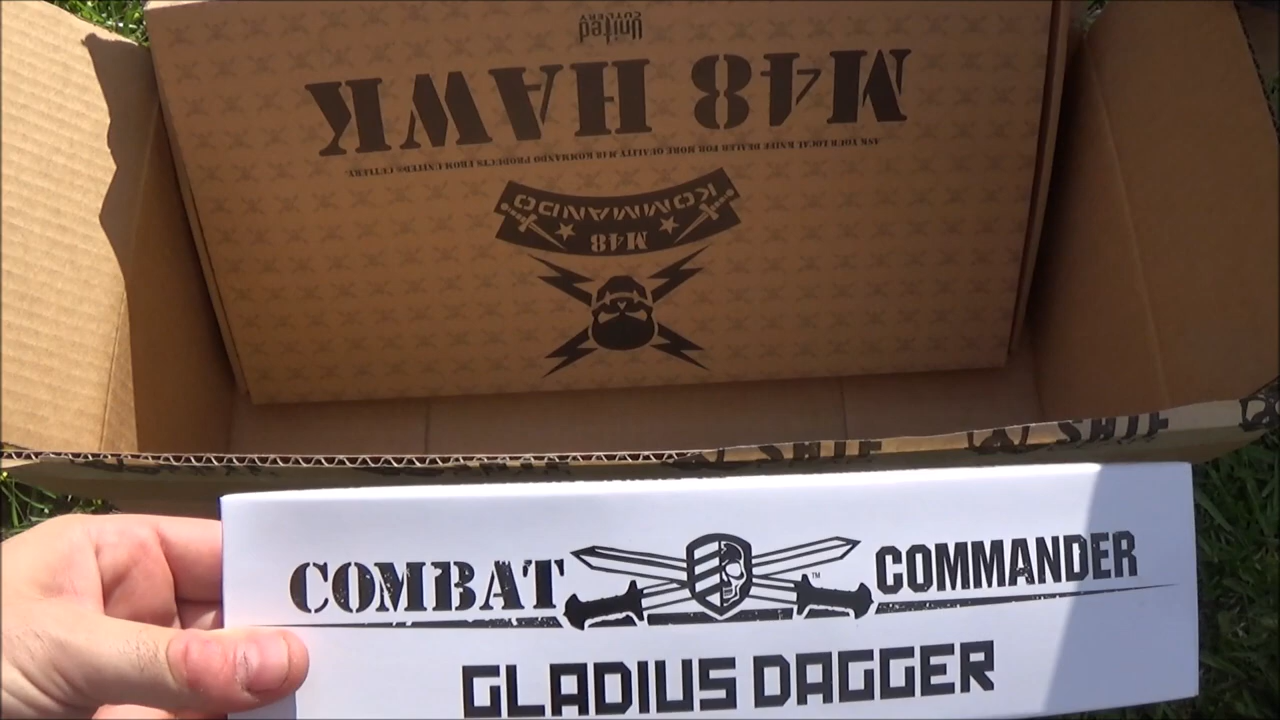 United
CUTLERY
M48 HAWK
ASK YOUR LOCAL KNIFE DEALER FOR MORE QUALITY M48 KOMMANDO PRODUCTS FROM UNITED® CUTLERY.
KOMMANDO
M48
COMBAT COMMANDER
™
GLADIUS DAGGER